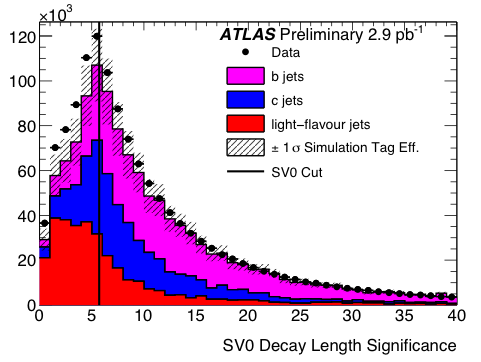 ×10³
ATLAS Preliminary 2.9 pb⁻¹
Data
b jets
c jets
light–flavour jets
± 1 σ Simulation Tag Eff.
SV0 Cut
120
100
80
60
40
20
0
0 5 10 15 20 25 30 35 40
SV0 Decay Length Significance